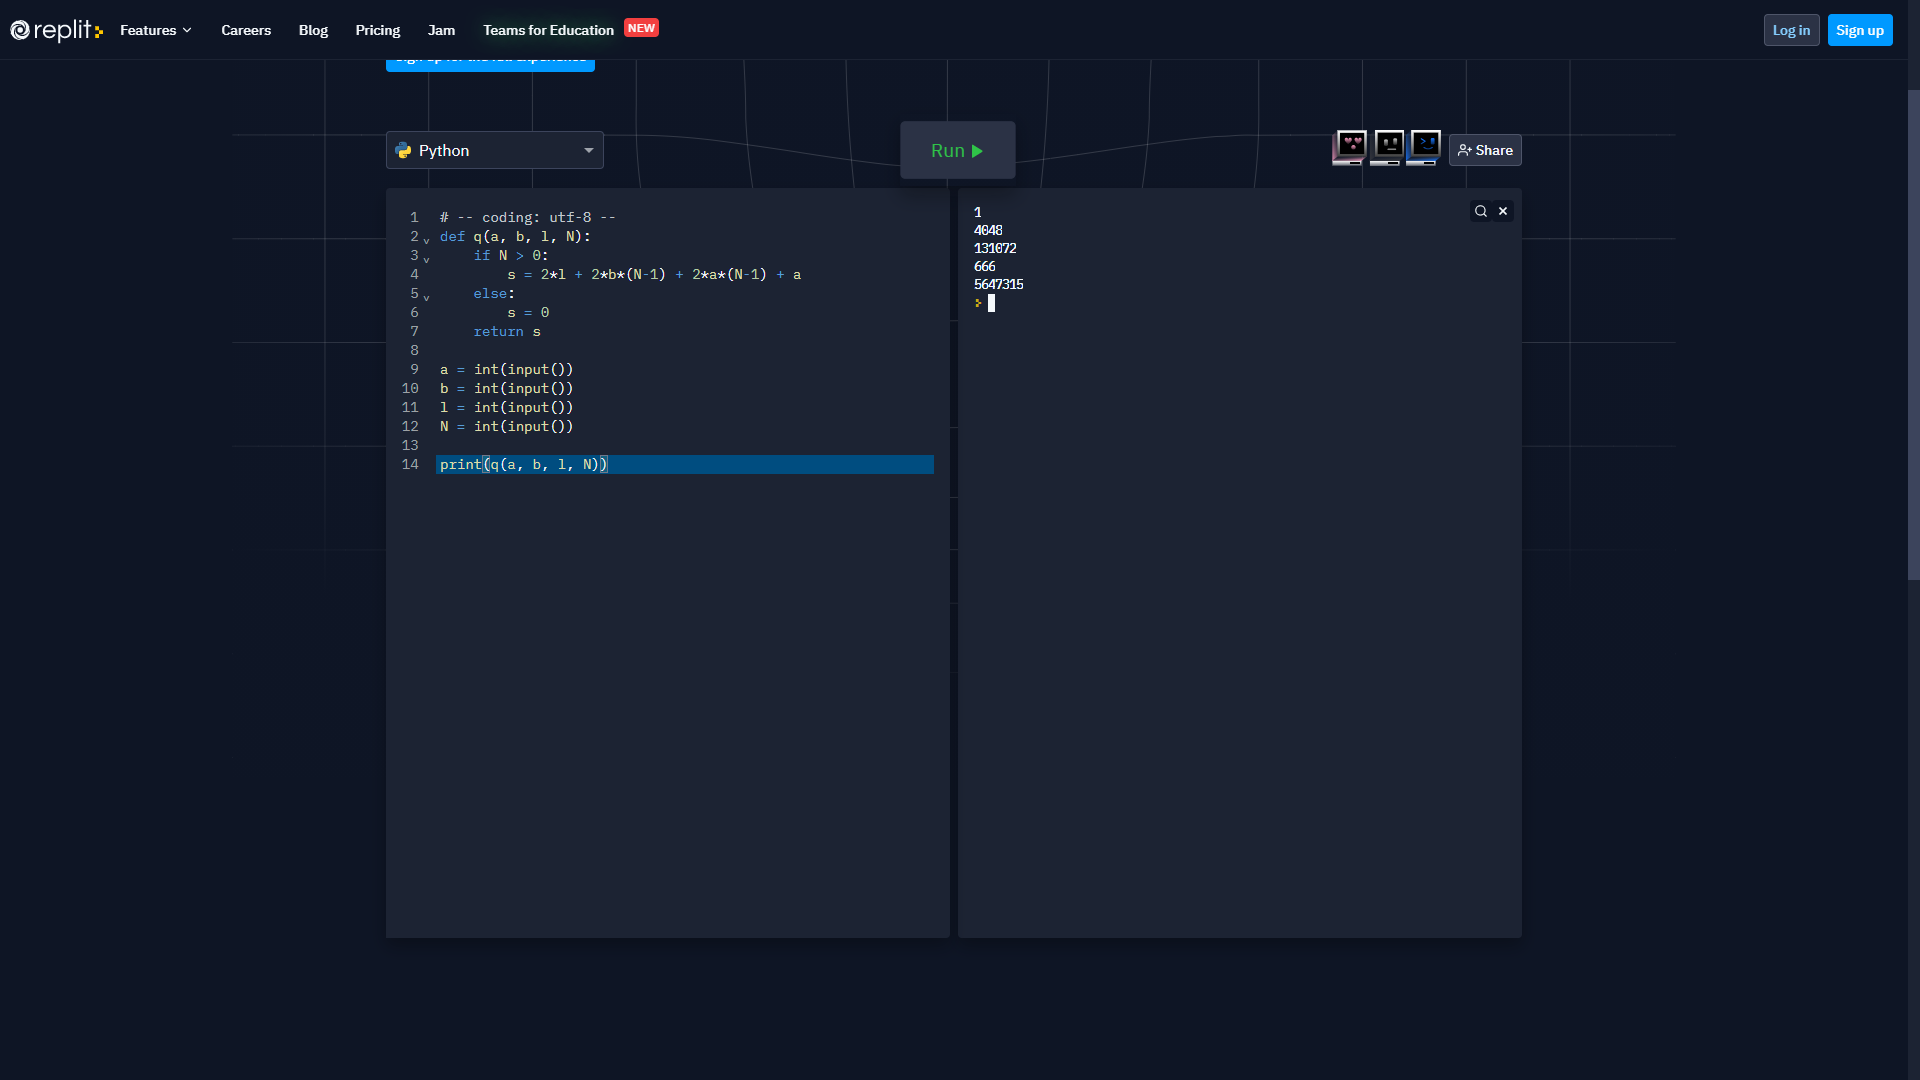 replit Features Careers Blog Pricing Jam Teams for Education NEW Log in Sign up
Python
Run
Share
1 # -- coding: utf-8 --
2 def q(a, b, l, N):
3 if N > 0:
4 s = 2*l + 2*b*(N-1) + 2*a*(N-1) + a
5 else:
6 s = 0
7 return s
8
9 a = int(input())
10 b = int(input())
11 l = int(input())
12 N = int(input())
13
14 print(q(a, b, l, N))
1
4048
131072
666
5647315